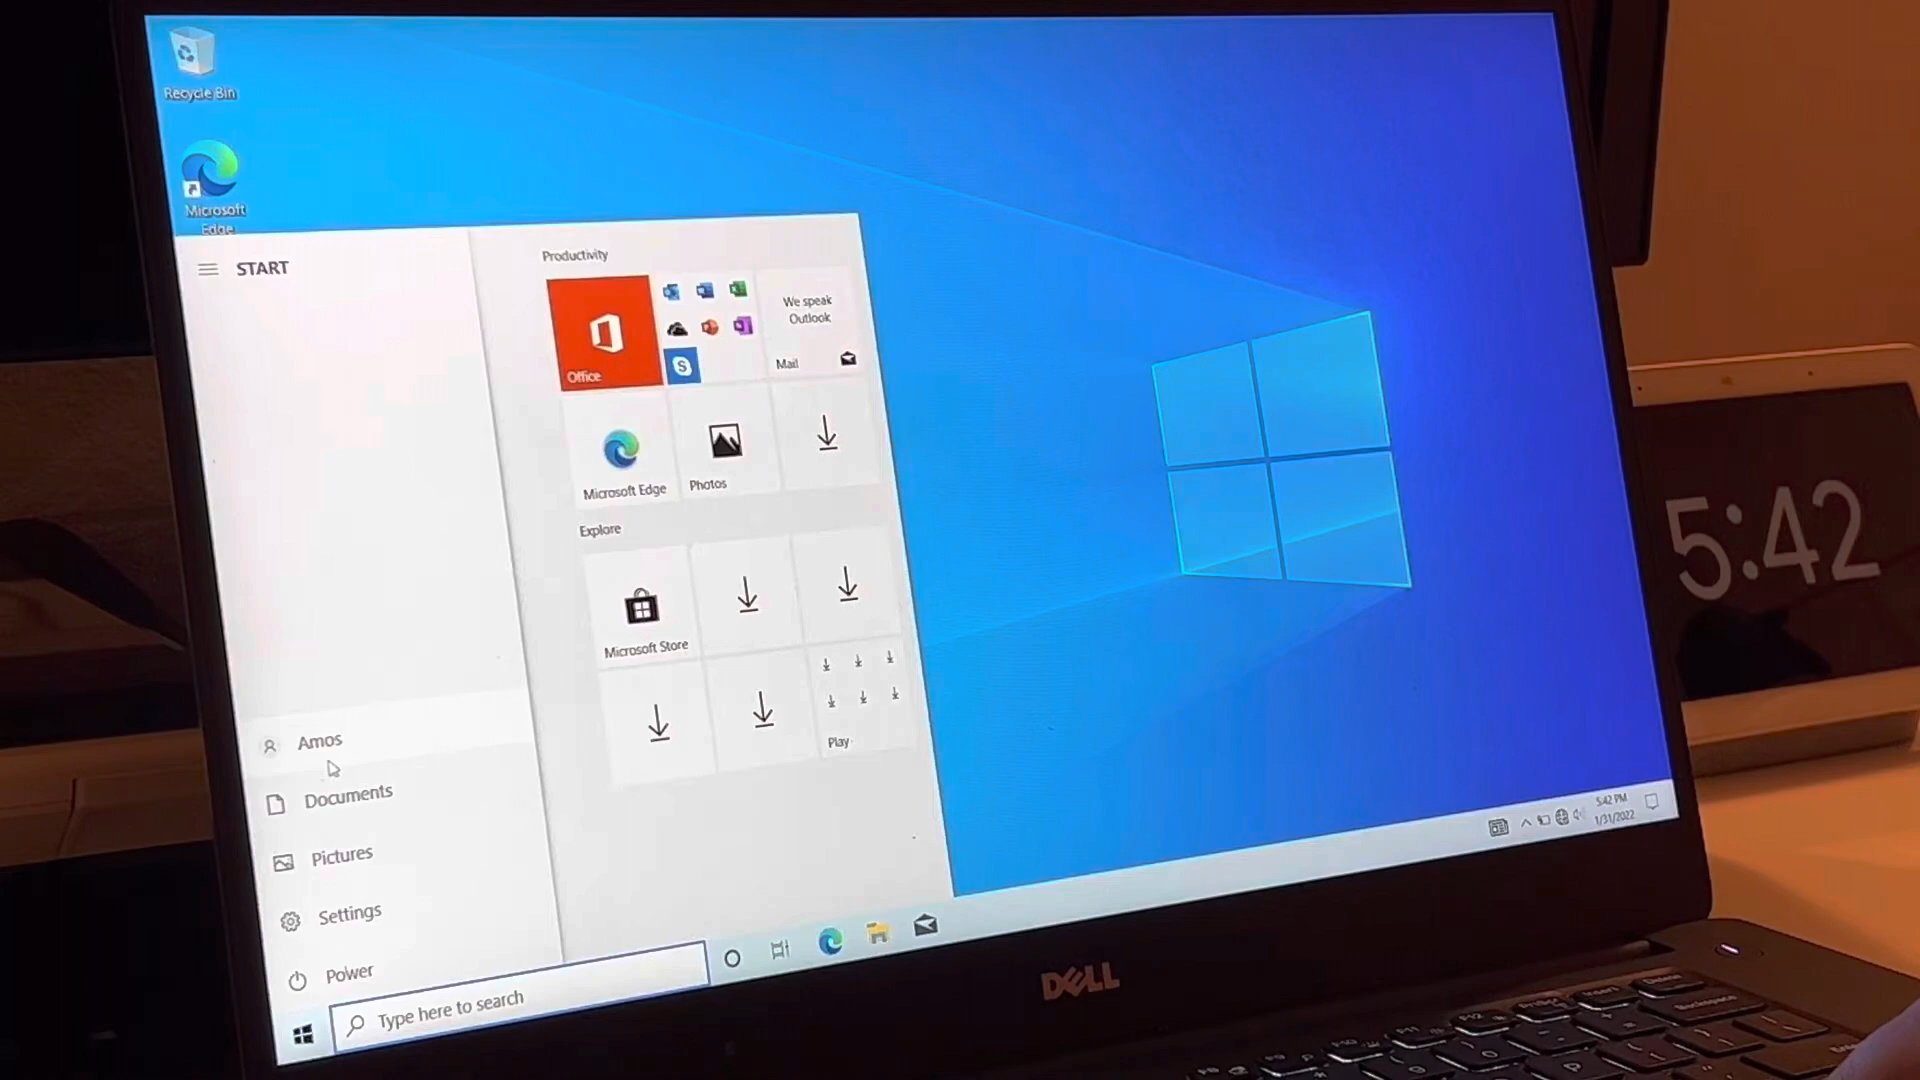 Recycle Bin
Microsoft
Edge
START
Productivity
Office
We speak
Outlook
Mail
Microsoft Edge
Photos
Explore
Microsoft Store
Play
Amos
Documents
Pictures
Settings
Power
Type here to search
5:42 PM
1/31/2022
DELL
5:42